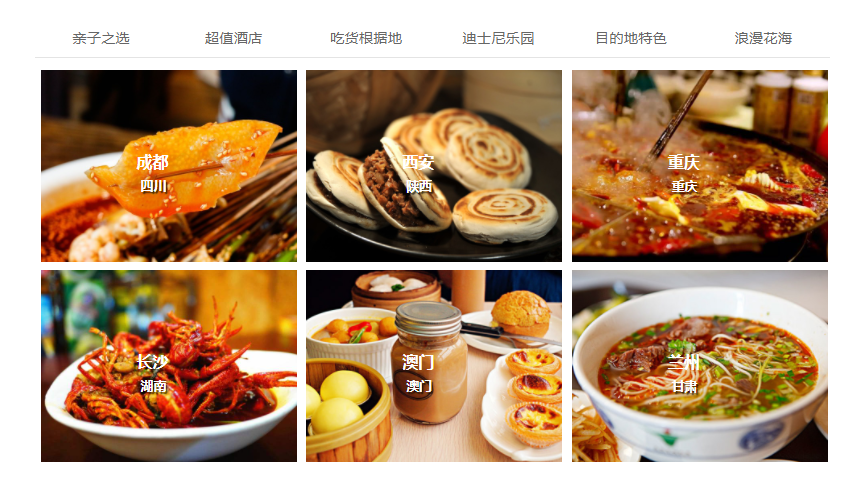 亲子之选
超值酒店
吃货根据地
迪士尼乐园
目的地特色
浪漫花海
成都
四川
西安
陕西
重庆
重庆
长沙
湖南
澳门
澳门
兰州
甘肃